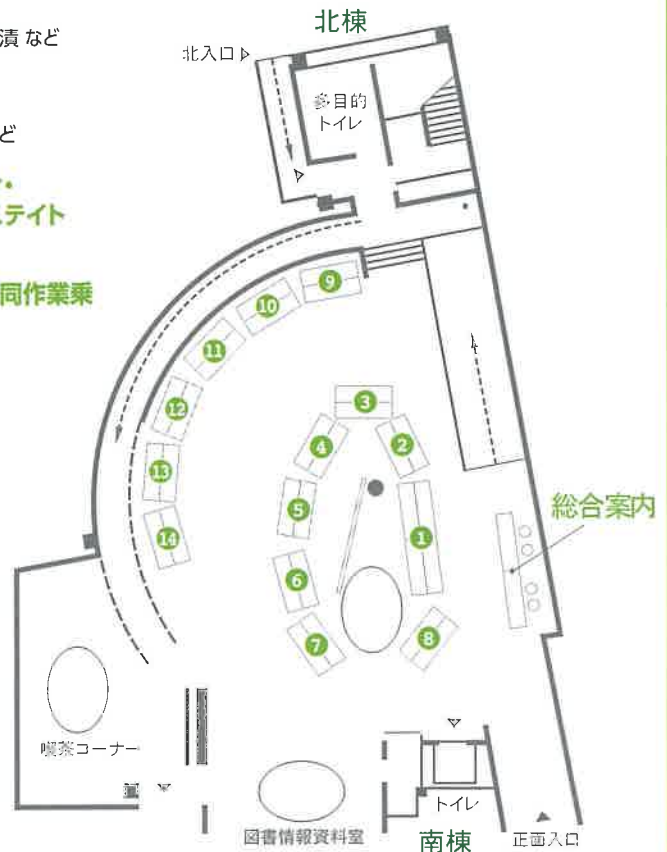 漬 など
ど
ステイト
同作業乗
北棟
北入口
多目的
トイレ
9
10
11
12
13
14
3
4
2
5
1
6
7
8
総合案内
喫茶コーナー
図書情報資料室
トイレ
南棟
正面入口